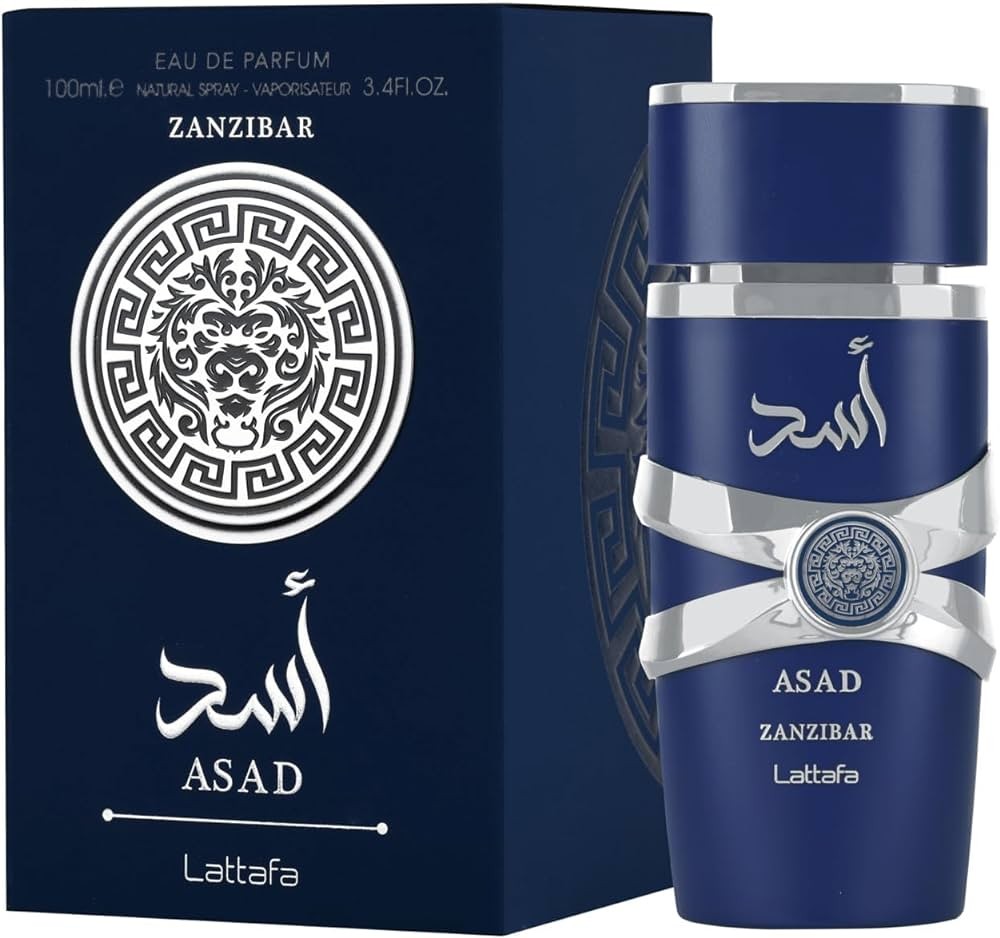 EAU DE PARFUM
100ml.e NATURAL SPRAY - VAPORISATEUR 3.4Fl.OZ.
ZANZIBAR
أسد
ASAD
Lattafa
أسد
ASAD
ZANZIBAR
Lattafa